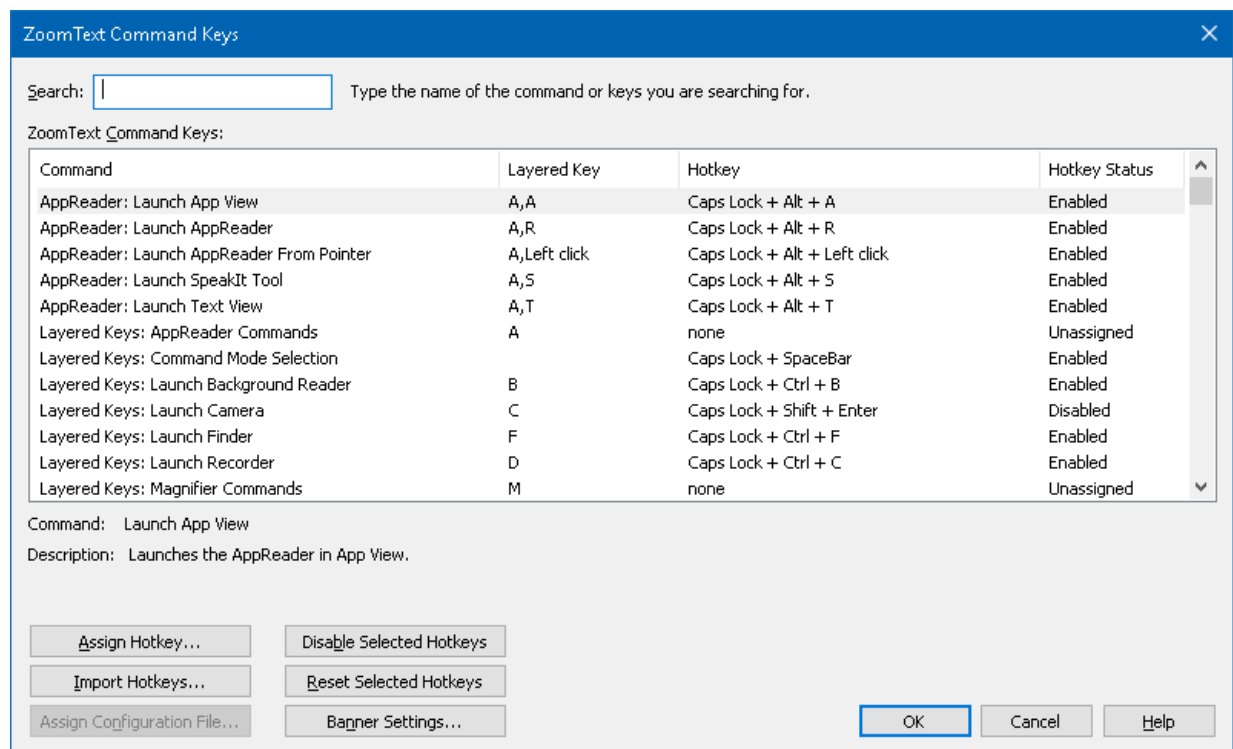 ZoomText Command Keys
Search: Type the name of the command or keys you are searching for.
ZoomText Command Keys:
Command Layered Key Hotkey Hotkey Status
AppReader: Launch App View A,A Caps Lock + Alt + A Enabled
AppReader: Launch AppReader A,R Caps Lock + Alt + R Enabled
AppReader: Launch AppReader From Pointer A,Left click Caps Lock + Alt + Left click Enabled
AppReader: Launch SpeakIt Tool A,S Caps Lock + Alt + S Enabled
AppReader: Launch Text View A,T Caps Lock + Alt + T Enabled
Layered Keys: AppReader Commands A none Unassigned
Layered Keys: Command Mode Selection Caps Lock + SpaceBar Enabled
Layered Keys: Launch Background Reader B Caps Lock + Ctrl + B Enabled
Layered Keys: Launch Camera C Caps Lock + Shift + Enter Disabled
Layered Keys: Launch Finder F Caps Lock + Ctrl + F Enabled
Layered Keys: Launch Recorder D Caps Lock + Ctrl + C Enabled
Layered Keys: Magnifier Commands M none Unassigned
Command: Launch App View
Description: Launches the AppReader in App View.
Assign Hotkey... Disable Selected Hotkeys
Import Hotkeys... Reset Selected Hotkeys
Assign Configuration File... Banner Settings... OK Cancel Help